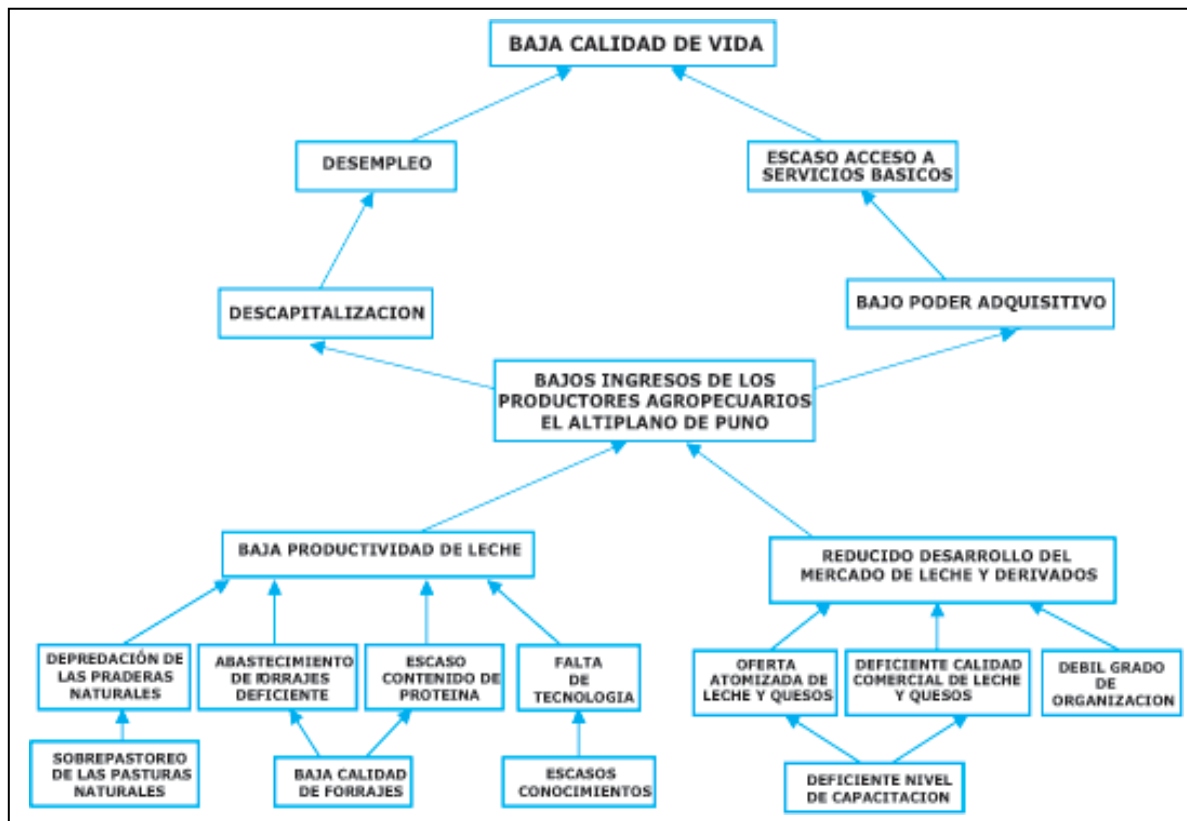 BAJA CALIDAD DE VIDA
DESEMPLEO
ESCASO ACCESO A
SERVICIOS BASICOS
DESCAPITALIZACION
BAJO PODER ADQUISITIVO
BAJOS INGRESOS DE LOS
PRODUCTORES AGROPECUARIOS
EL ALTIPLANO DE PUNO
BAJA PRODUCTIVIDAD DE LECHE
REDUCIDO DESARROLLO DEL
MERCADO DE LECHE Y DERIVADOS
DEPREDACIÓN DE
LAS PRADERAS
NATURALES
ABASTECIMIENTO
DE FORRAJES
DEFICIENTE
ESCASO
CONTENIDO DE
PROTEINA
FALTA
DE
TECNOLOGIA
OFERTA
ATOMIZADA DE
LECHE Y QUESOS
DEFICIENTE CALIDAD
COMERCIAL DE LECHE
Y QUESOS
DEBIL GRADO
DE
ORGANIZACION
SOBREPASTOREO
DE LAS PASTURAS
NATURALES
BAJA CALIDAD
DE FORRAJES
ESCASOS
CONOCIMIENTOS
DEFICIENTE NIVEL
DE CAPACITACION